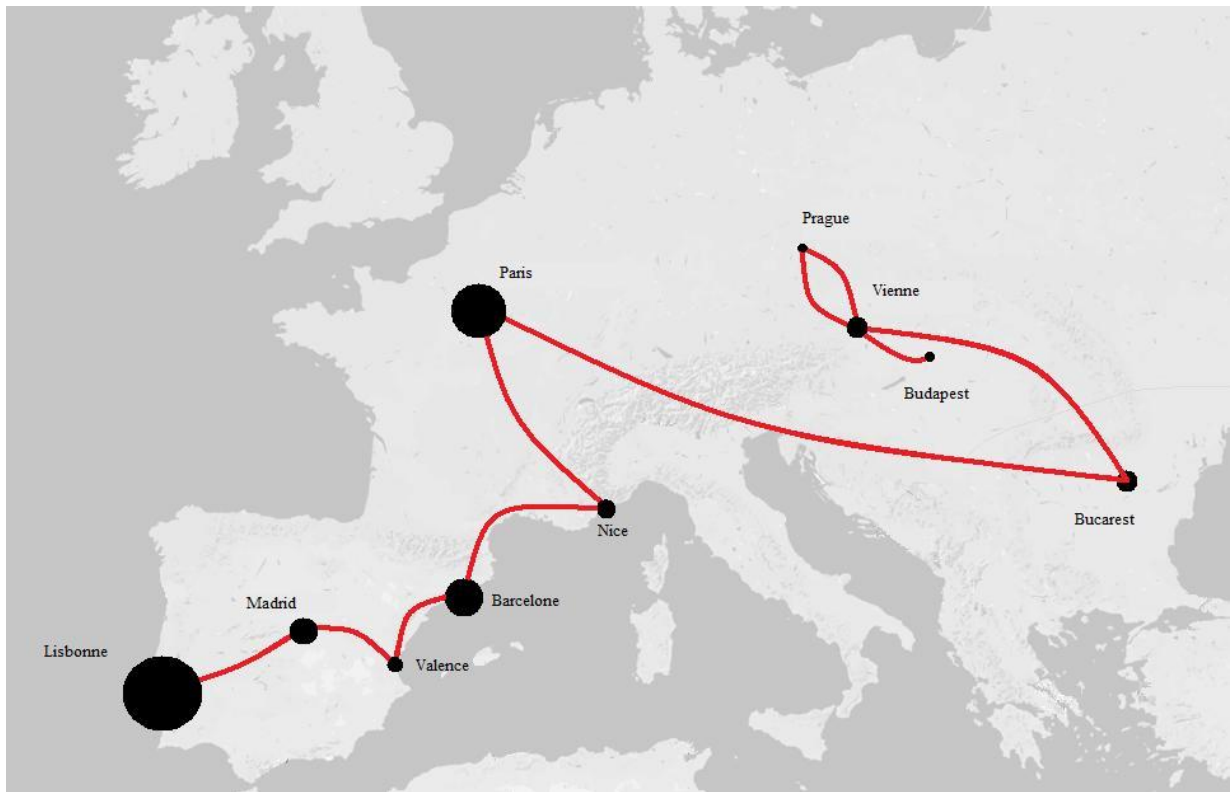 Prague
Paris
Vienne
Budapest
Bucarest
Nice
Barcelone
Madrid
Lisbonne
Valence